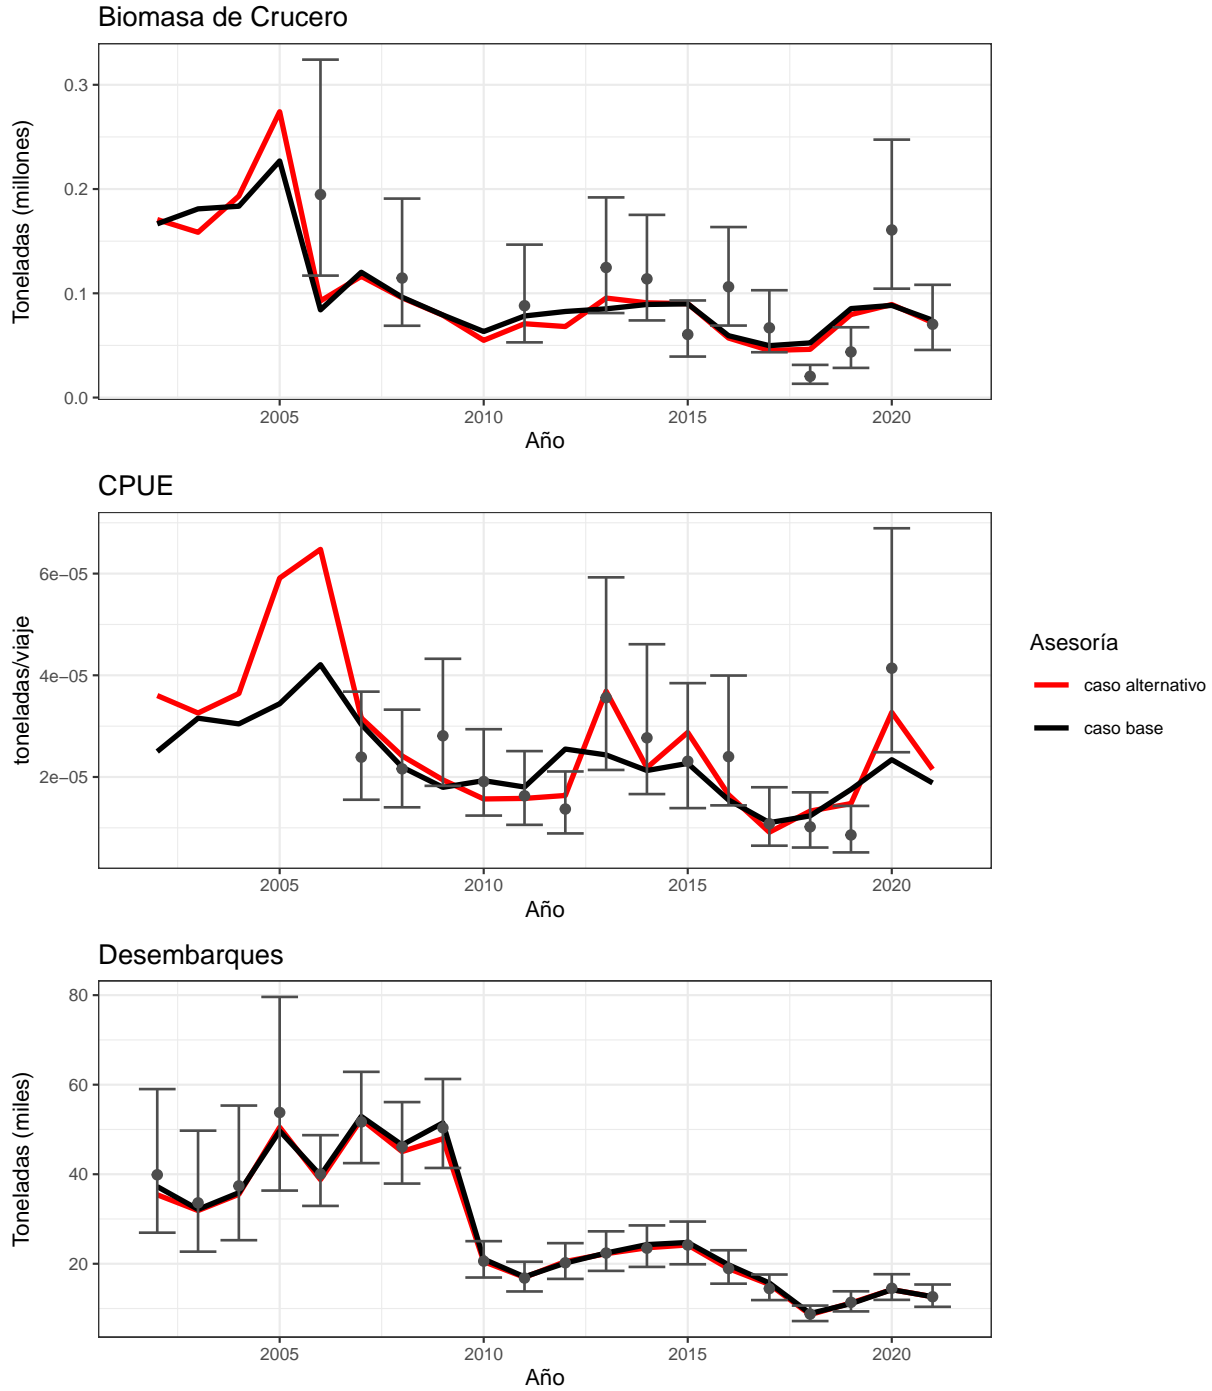 Biomasa de Crucero
Toneladas (millones)
0.3
0.2
0.1
0.0
2005 2010 2015 2020
Año
CPUE
toneladas/viaje
6e−05
4e−05
2e−05
2005 2010 2015 2020
Año
Asesoría
caso alternativo
caso base
Desembarques
Toneladas (miles)
80
60
40
20
2005 2010 2015 2020
Año